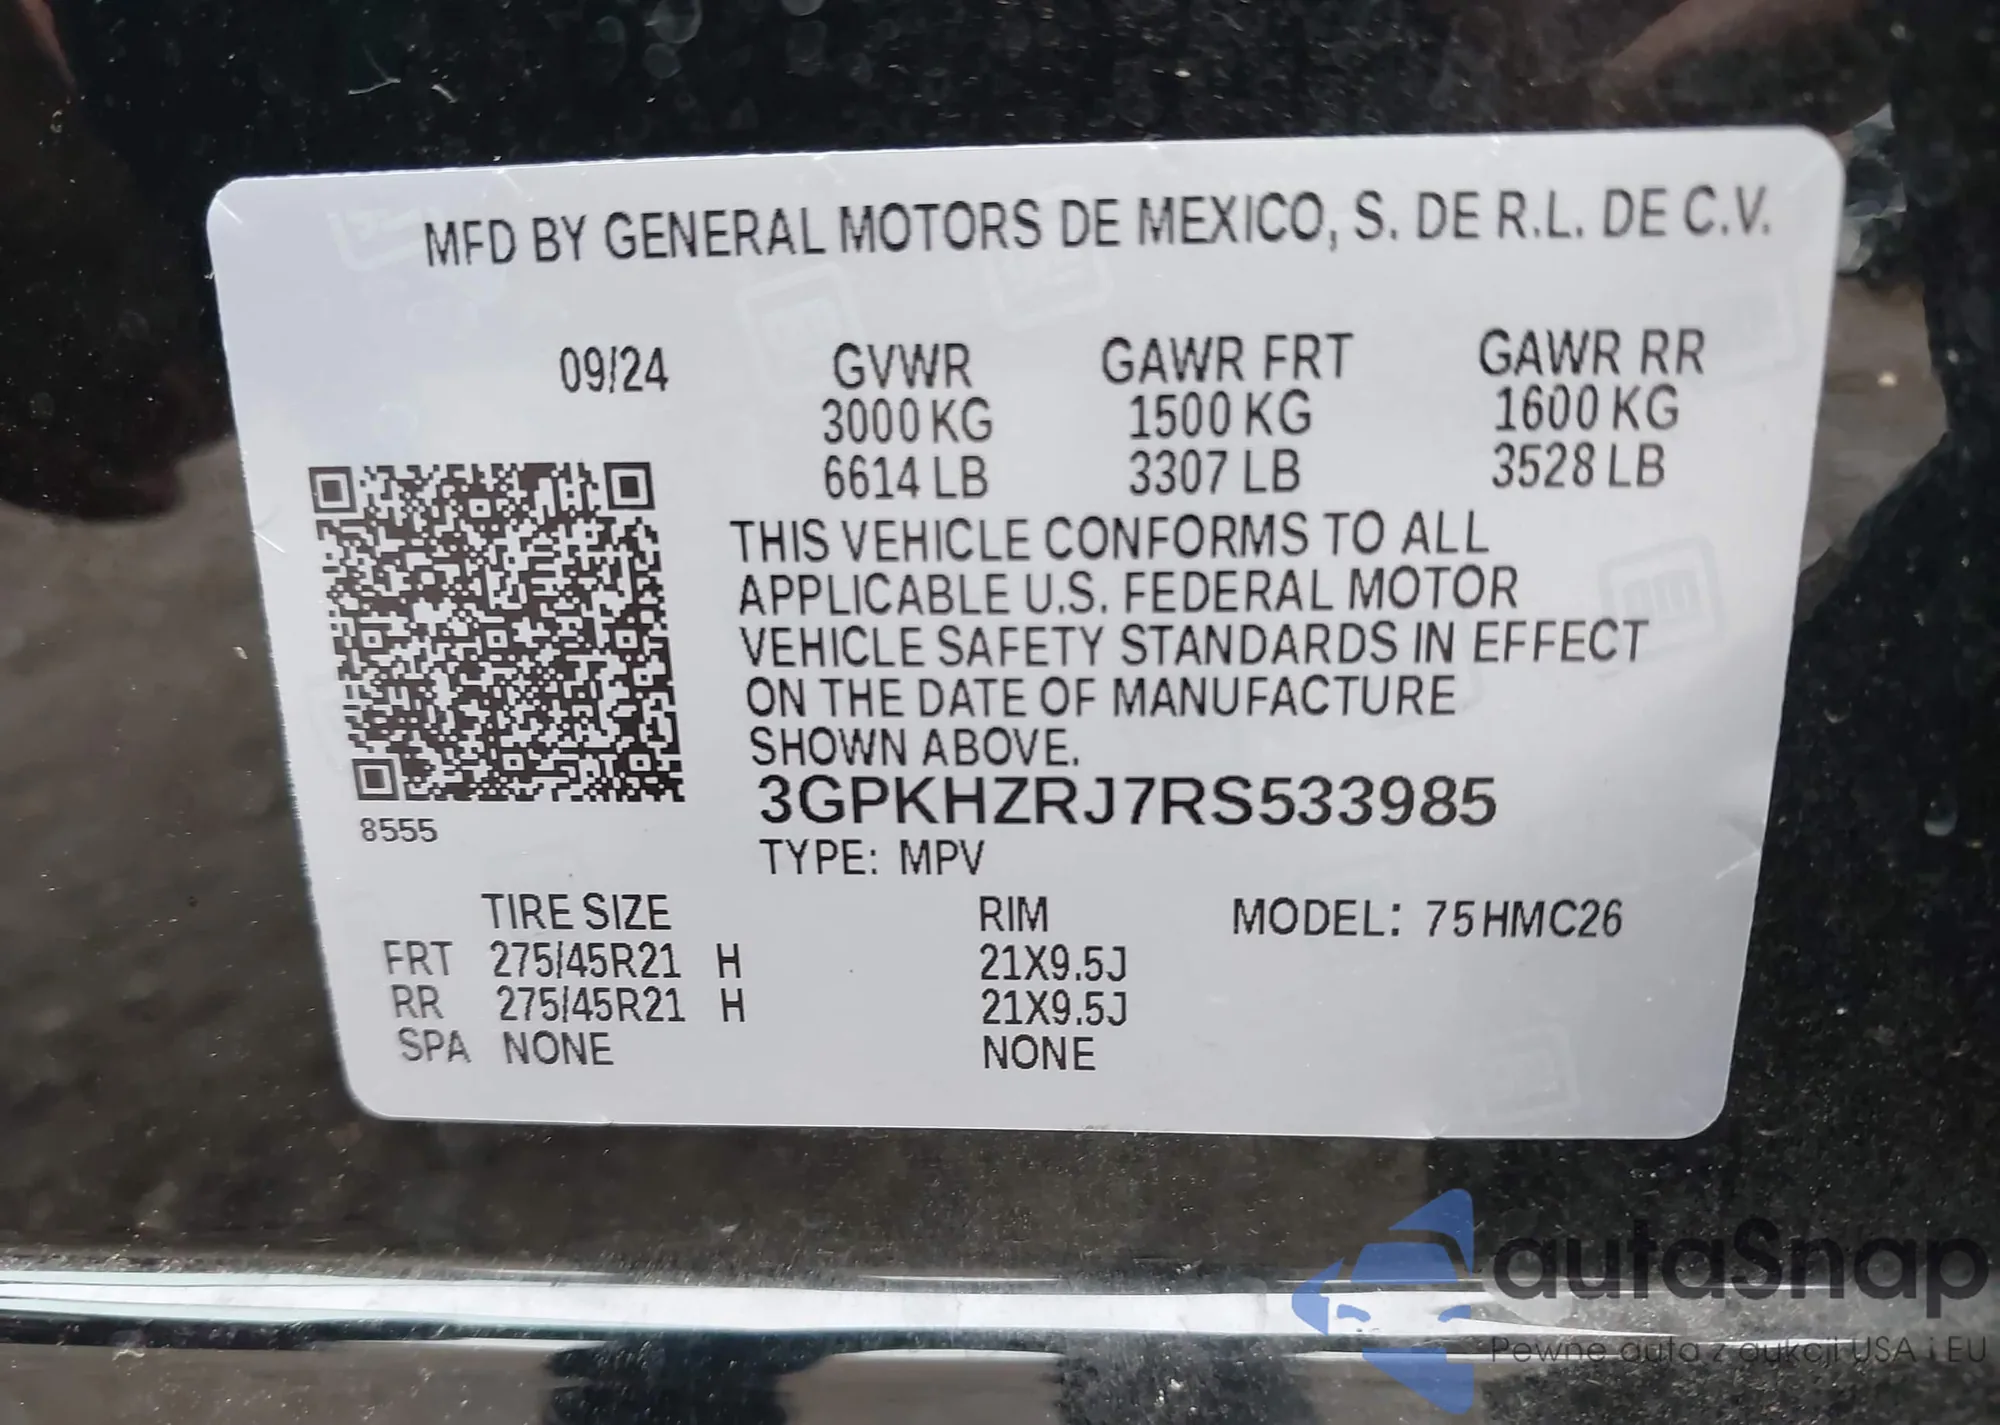 MFD BY GENERAL MOTORS DE MEXICO, S. DE R.L. DE C.V.
09/24 GVWR GAWR FRT GAWR RR
3000 KG 1500 KG 1600 KG
6614 LB 3307 LB 3528 LB
THIS VEHICLE CONFORMS TO ALL
APPLICABLE U.S. FEDERAL MOTOR
VEHICLE SAFETY STANDARDS IN EFFECT
ON THE DATE OF MANUFACTURE
SHOWN ABOVE.
3GPKHZRJ7RS533985
8555
TYPE: MPV
TIRE SIZE RIM MODEL: 75HMC26
FRT 275/45R21 H 21X9.5J
RR 275/45R21 H 21X9.5J
SPA NONE NONE
autaSnap
Pewne auta z aukcji USA i EU